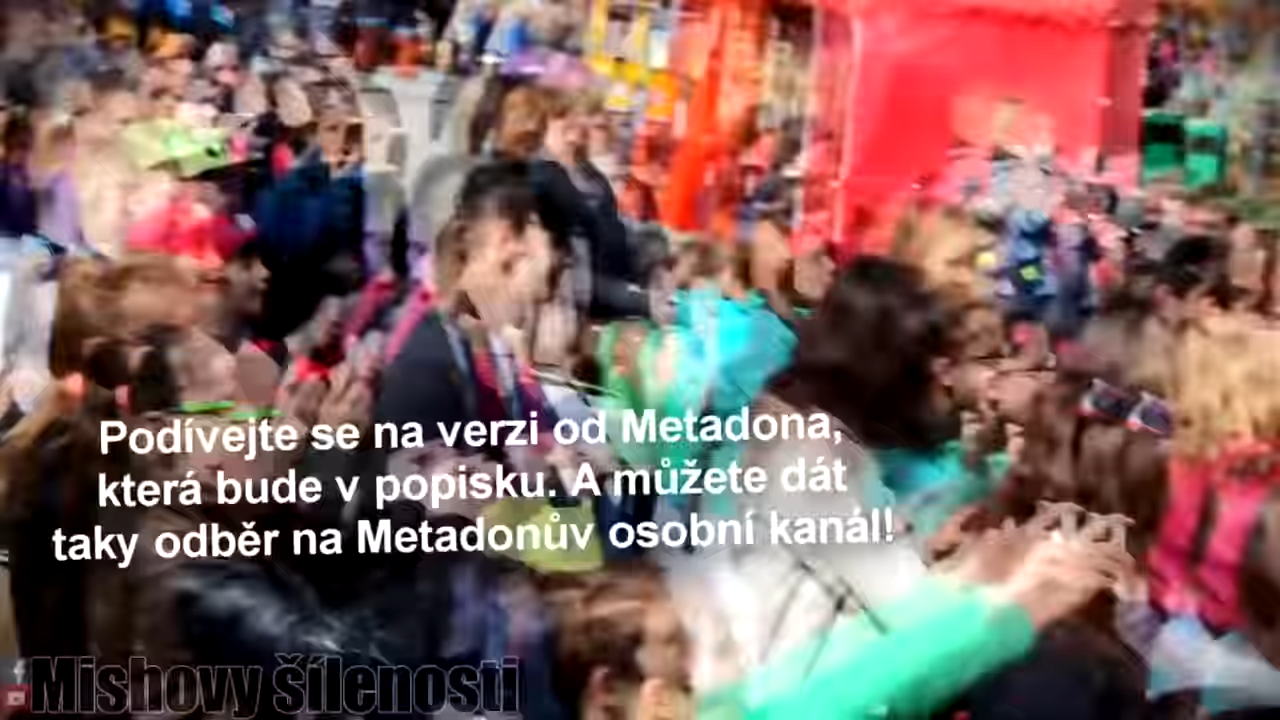 Podívejte se na verzi od Metadona,
která bude v popisku. A můžete dát
taky odběr na Metadonův osobní kanál!
Mishovy šílenosti